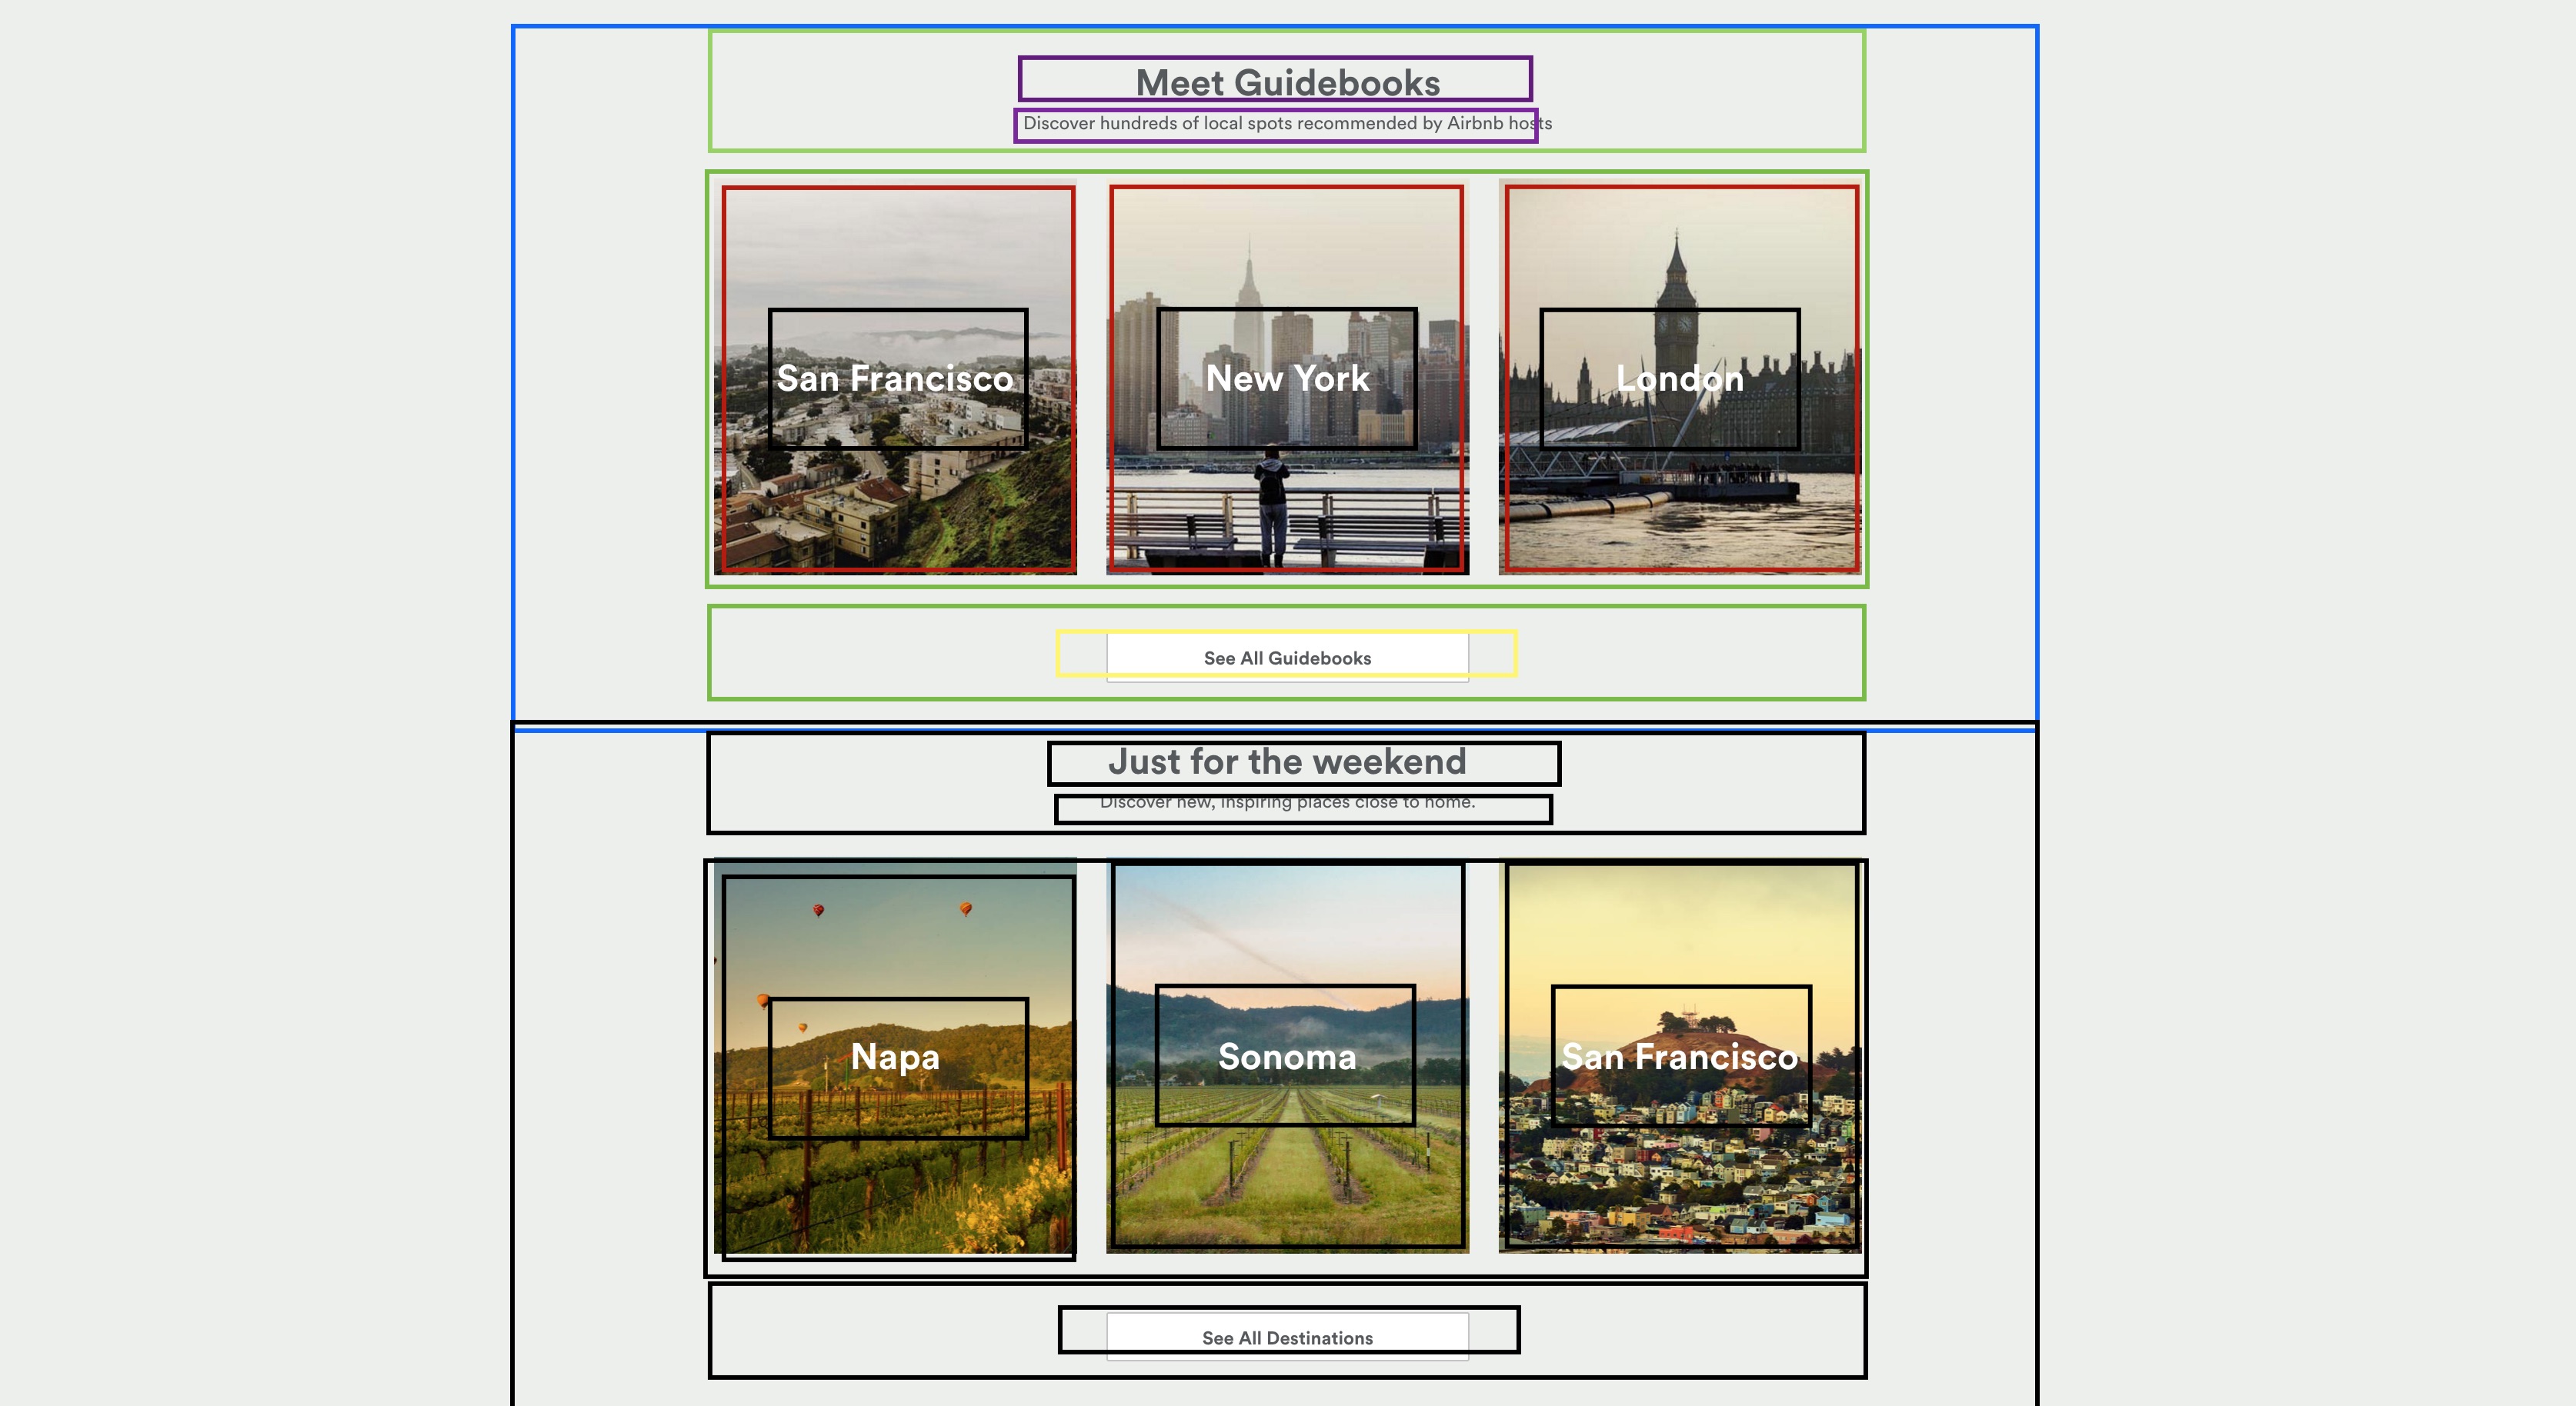 Meet Guidebooks
Discover hundreds of local spots recommended by Airbnb hosts
San Francisco
New York
London
See All Guidebooks
Just for the weekend
Discover new, inspiring places close to home.
Napa
Sonoma
San Francisco
See All Destinations